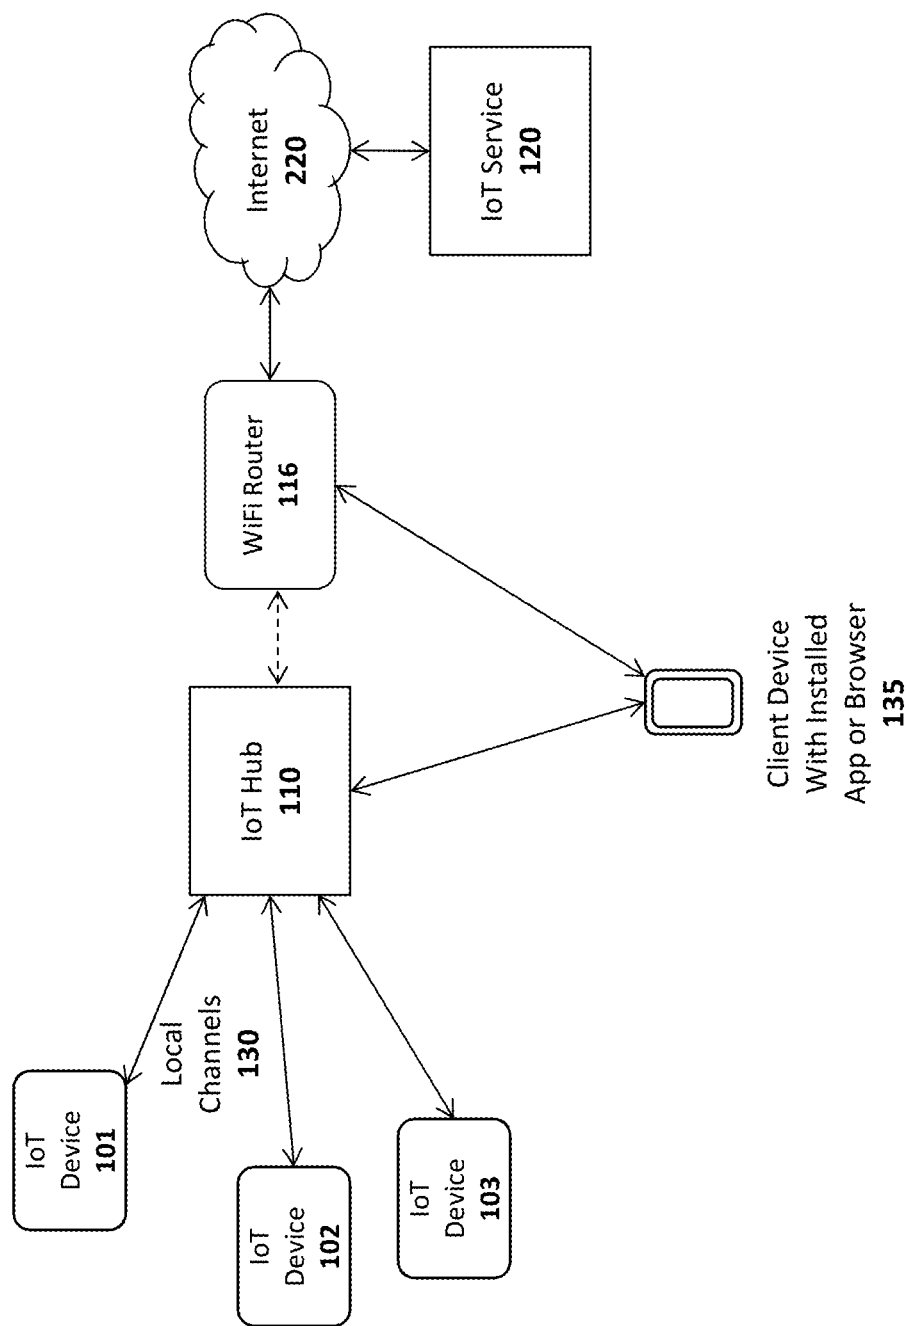 IoT
Device
101
IoT
Device
102
IoT
Device
103
Local
Channels
130
IoT Hub
110
WiFi Router
116
Internet
220
IoT Service
120
Client Device
With Installed
App or Browser
135